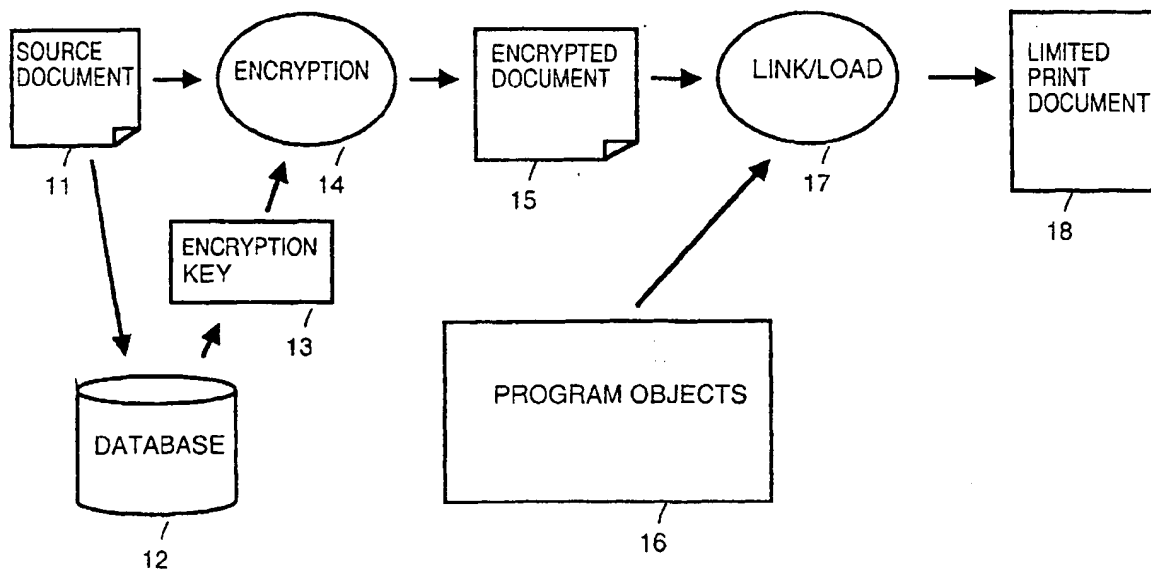 SOURCE
DOCUMENT
11
ENCRYPTION
14
ENCRYPTED
DOCUMENT
15
LINK/LOAD
17
LIMITED
PRINT
DOCUMENT
18
ENCRYPTION
KEY
13
DATABASE
12
PROGRAM OBJECTS
16